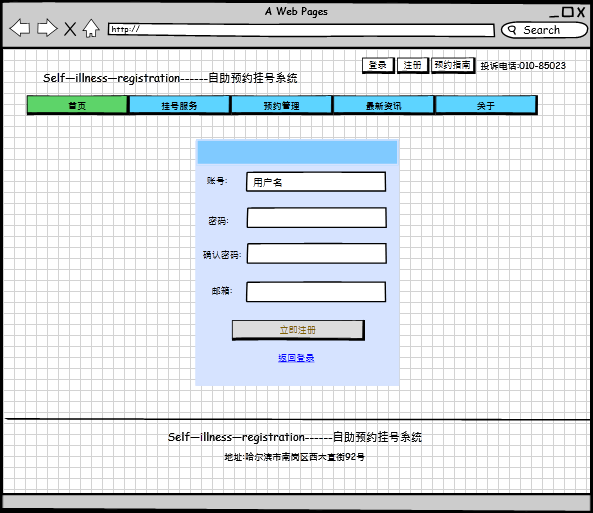 A Web Pages
http://
Search
登录 注册 预约指南 投诉电话:010-85023
Self—illness—registration------自助预约挂号系统
首页 挂号服务 预约管理 最新资讯 关于
账号: 用户名
密码:
确认密码:
邮箱:
立即注册
返回登录
Self—illness—registration------自助预约挂号系统
地址:哈尔滨市南岗区西大直街92号